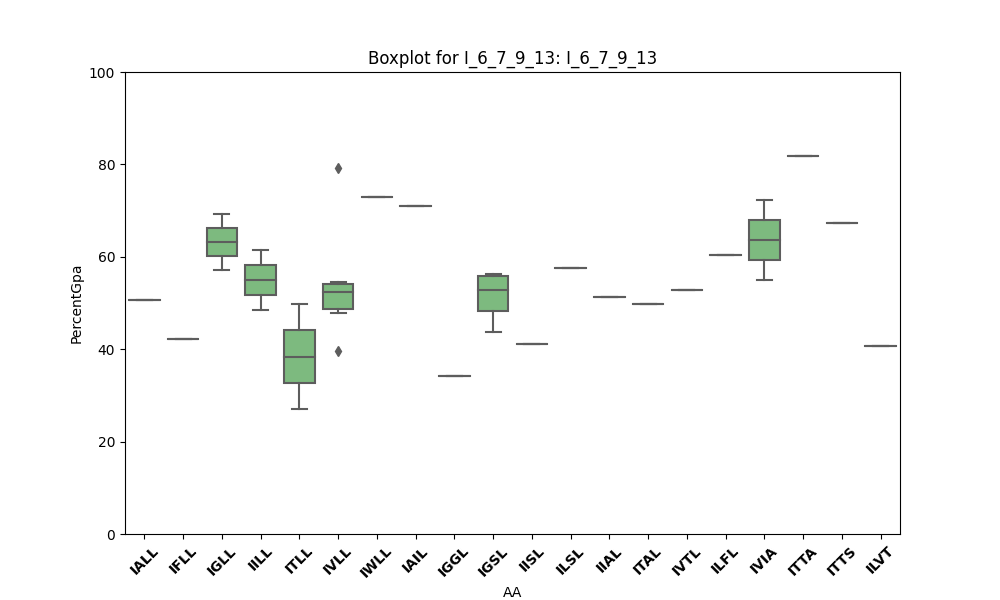 Boxplot for I_6_7_9_13: I_6_7_9_13
100
80
60
40
20
0
PercentGpa
IALL IFLL IGLL IILL ITLL IVLL IWLL IAIL IGGL IGSL IISL ILSL IIAL ITAL IVTL ILFL IVIA ITTA ITTS ILVT
AA